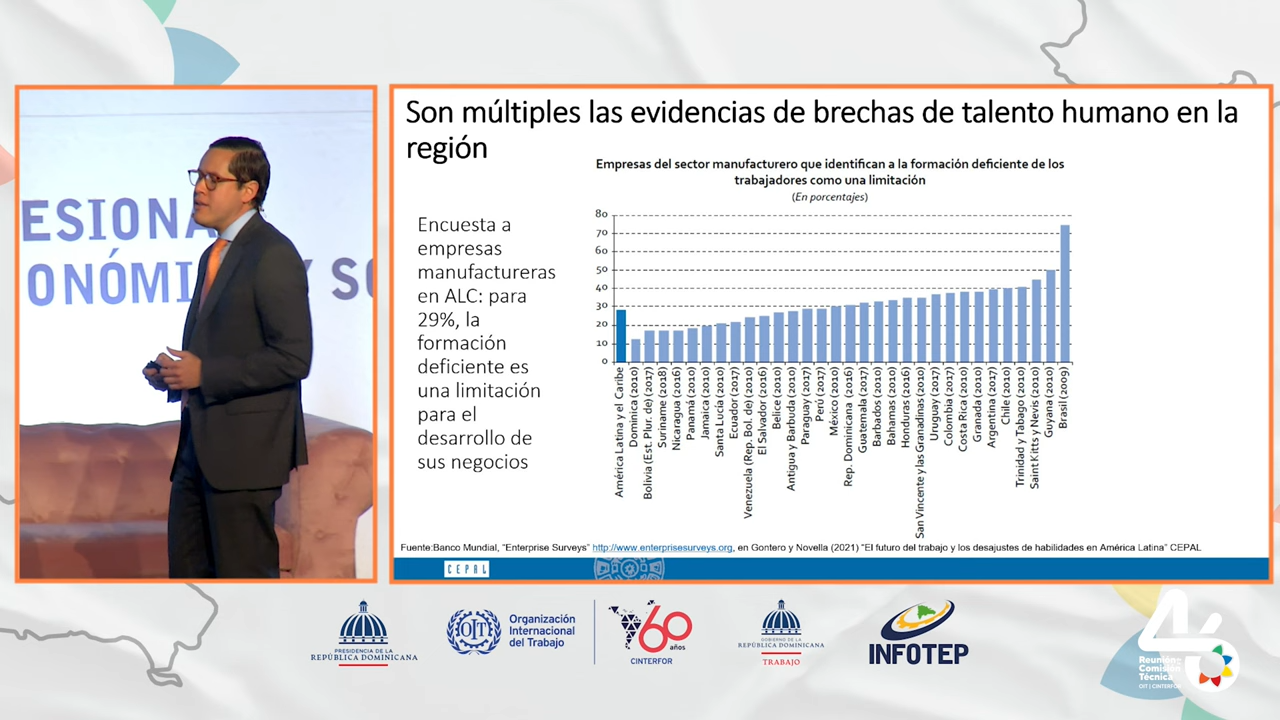 ESIONA
ONÓMI Y SO
Son múltiples las evidencias de brechas de talento humano en la
región
Empresas del sector manufacturero que identifican a la formación deficiente de los
trabajadores como una limitación
(En porcentajes)
Encuesta a
empresas
manufactureras
en ALC: para
29%, la
formación
deficiente es
una limitación
para el
desarrollo de
sus negocios
80
70
60
50
40
30
20
10
0
América Latina y el Caribe
Dominica (2010)
Bolivia (Est. Plur. de) (2017)
Suriname (2018)
Nicaragua (2016)
Panamá (2010)
Jamaica (2010)
Santa Lucía (2010)
Ecuador (2017)
Venezuela (Rep. Bol. de) (2010)
El Salvador (2016)
Belice (2010)
Antigua y Barbuda (2010)
Paraguay (2017)
Perú (2017)
México (2010)
Rep. Dominicana (2016)
Guatemala (2017)
Barbados (2010)
Bahamas (2010)
Honduras (2016)
San Vincente y las Granadinas (2010)
Uruguay (2017)
Colombia (2017)
Costa Rica (2010)
Granada (2010)
Argentina (2017)
Chile (2010)
Trinidad y Tabago (2010)
Saint Kitts y Nevis (2010)
Guyana (2010)
Brasil (2009)
Fuente:Banco Mundial, "Enterprise Surveys" http://www.enterprisesurveys.org, en Gontero y Novella (2021) "El futuro del trabajo y los desajustes de habilidades en América Latina" CEPAL
CEPAL
PRESIDENCIA DE LA
REPÚBLICA DOMINICANA
OIT
Organización
Internacional
del Trabajo
60
años
CINTERFOR
GOBIERNO DE LA
REPÚBLICA DOMINICANA
TRABAJO
INFOTEP
46
Reunión
Comisión
Técnica
OIT | CINTERFOR